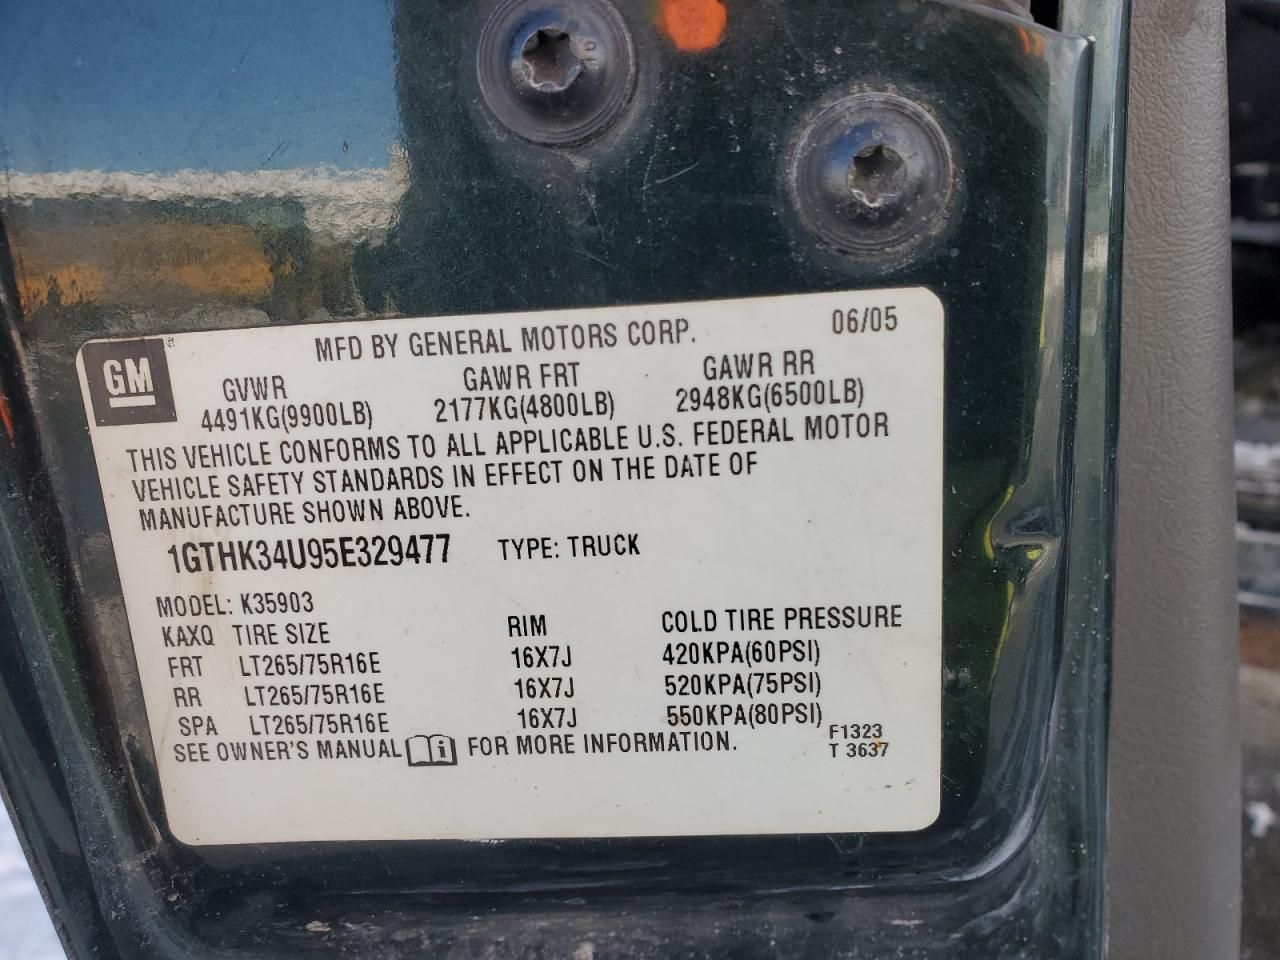 MFD BY GENERAL MOTORS CORP. 06/05
GM
GVWR GAWR FRT GAWR RR
4491KG(9900LB) 2177KG(4800LB) 2948KG(6500LB)
THIS VEHICLE CONFORMS TO ALL APPLICABLE U.S. FEDERAL MOTOR
VEHICLE SAFETY STANDARDS IN EFFECT ON THE DATE OF
MANUFACTURE SHOWN ABOVE.
1GTHK34U95E329477 TYPE: TRUCK
MODEL: K35903
KAXQ TIRE SIZE RIM COLD TIRE PRESSURE
FRT LT265/75R16E 16X7J 420KPA(60PSI)
RR LT265/75R16E 16X7J 520KPA(75PSI)
SPA LT265/75R16E 16X7J 550KPA(80PSI)
SEE OWNER'S MANUAL FOR MORE INFORMATION.
F1323
T 3637